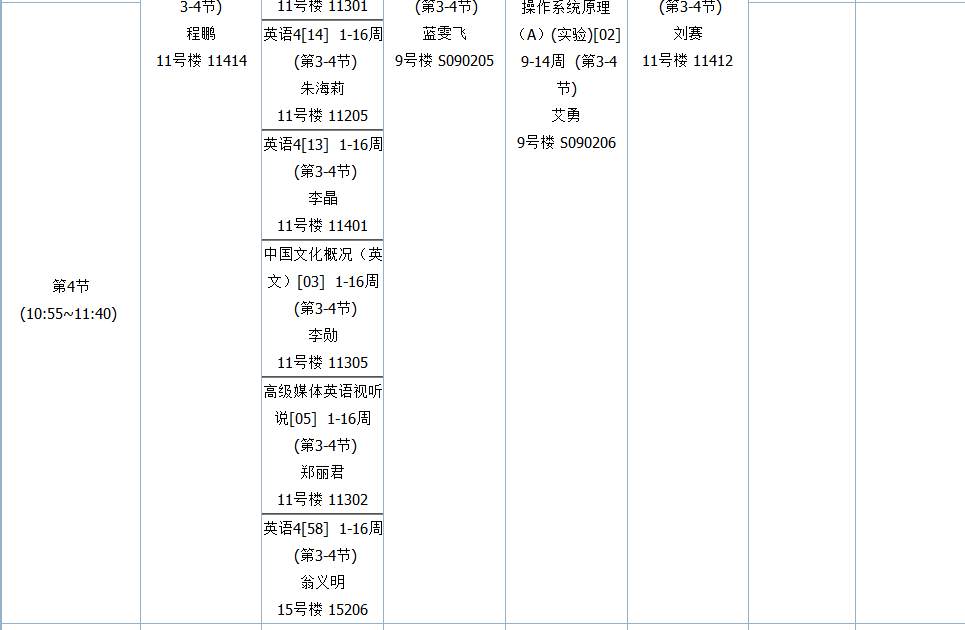 第4节
(10:55~11:40)
3-4节)
程鹏
11号楼 11414
11号楼 11301
英语4[14] 1-16周
(第3-4节)
朱海莉
11号楼 11205
英语4[13] 1-16周
(第3-4节)
李晶
11号楼 11401
中国文化概况（英
文）[03] 1-16周
(第3-4节)
李勋
11号楼 11305
高级媒体英语视听
说[05] 1-16周
(第3-4节)
郑丽君
11号楼 11302
英语4[58] 1-16周
(第3-4节)
翁义明
15号楼 15206
(第3-4节)
蓝雯飞
9号楼 S090205
操作系统原理
（A）(实验)[02]
9-14周 (第3-4
节)
艾勇
9号楼 S090206
(第3-4节)
刘赛
11号楼 11412